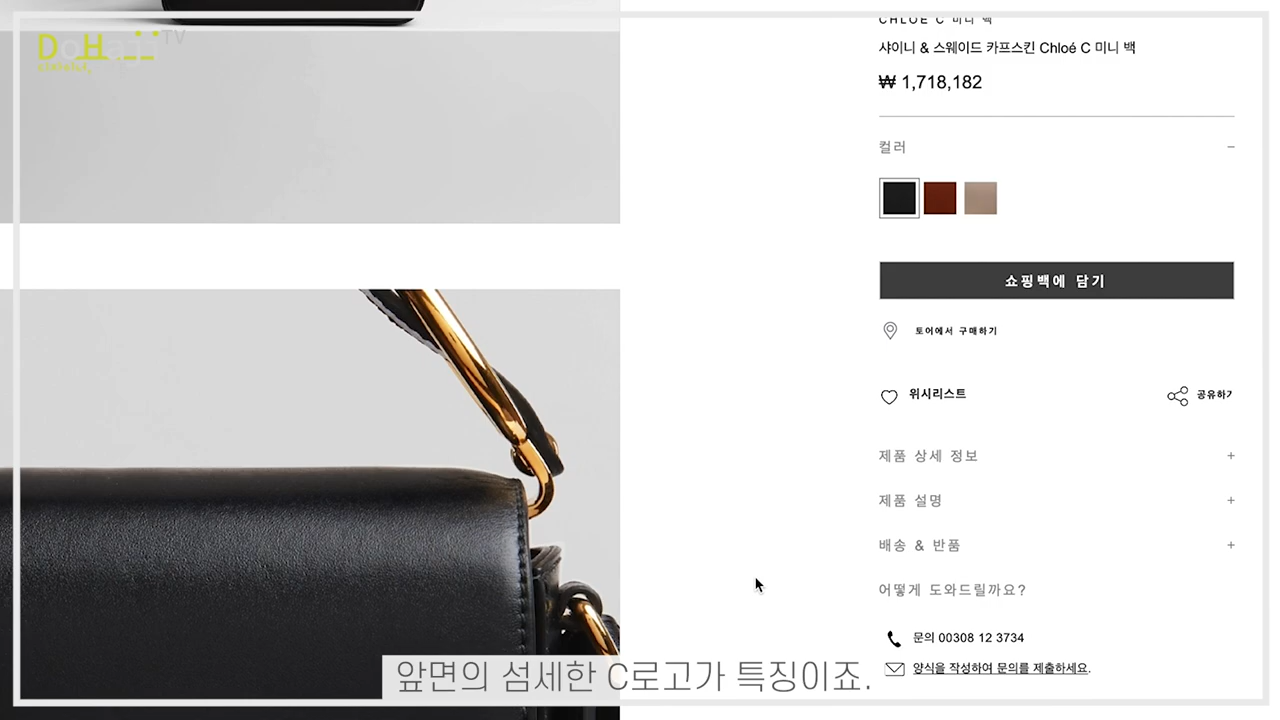 DoHaji TV
CHLOÉ C 미니 백
샤이니 & 스웨이드 카프스킨 Chloé C 미니 백
₩ 1,718,182
컬러
쇼핑백에 담기
토어에서 구매하기
위시리스트
공유하기
제품 상세 정보
제품 설명
배송 & 반품
어떻게 도와드릴까요?
문의 00308 12 3734
양식을 작성하여 문의를 제출하세요.
앞면의 섬세한 C로고가 특징이죠.